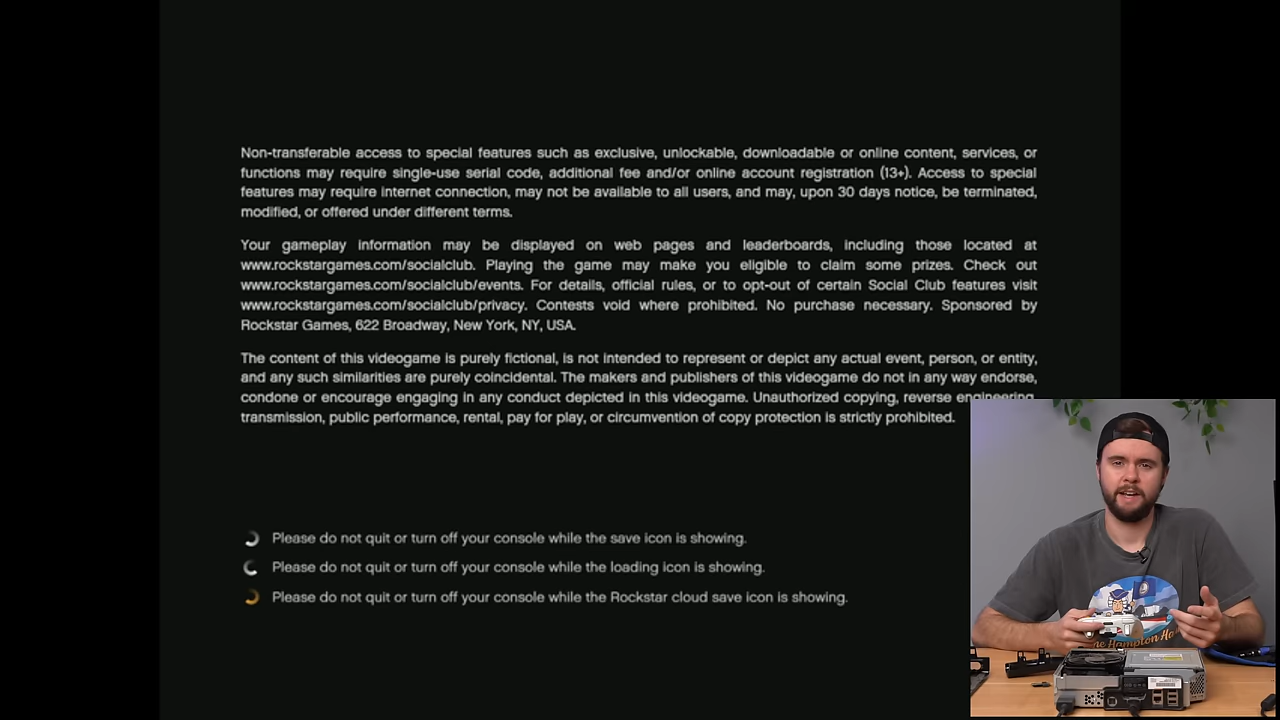 Non-transferable access to special features such as exclusive, unlockable, downloadable or online content, services, or
functions may require single-use serial code, additional fee and/or online account registration (13+). Access to special
features may require internet connection, may not be available to all users, and may, upon 30 days notice, be terminated,
modified, or offered under different terms.
Your gameplay information may be displayed on web pages and leaderboards, including those located at
www.rockstargames.com/socialclub. Playing the game may make you eligible to claim some prizes. Check out
www.rockstargames.com/socialclub/events. For details, official rules, or to opt-out of certain Social Club features visit
www.rockstargames.com/socialclub/privacy. Contests void where prohibited. No purchase necessary. Sponsored by
Rockstar Games, 622 Broadway, New York, NY, USA.
The content of this videogame is purely fictional, is not intended to represent or depict any actual event, person, or entity,
and any such similarities are purely coincidental. The makers and publishers of this videogame do not in any way endorse,
condone or encourage engaging in any conduct depicted in this videogame. Unauthorized copying, reverse engineering,
transmission, public performance, rental, pay for play, or circumvention of copy protection is strictly prohibited.
Please do not quit or turn off your console while the save icon is showing.
Please do not quit or turn off your console while the loading icon is showing.
Please do not quit or turn off your console while the Rockstar cloud save icon is showing.
Hampton